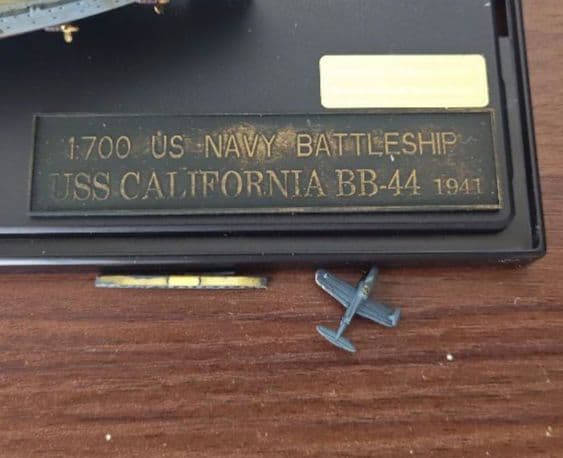 1:700 US NAVY BATTLESHIP
USS CALIFORNIA BB-44 1941